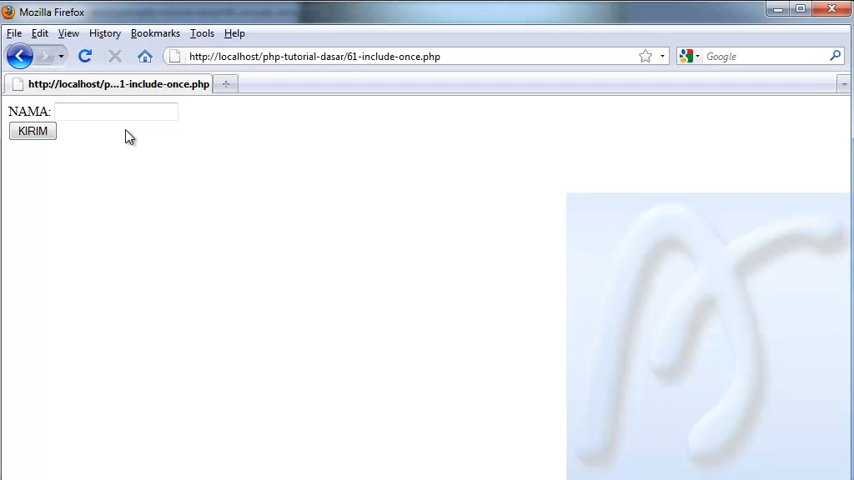 Mozilla Firefox
File Edit View History Bookmarks Tools Help
http://localhost/php-tutorial-dasar/61-include-once.php
Google
http://localhost/p...1-include-once.php
NAMA:
KIRIM